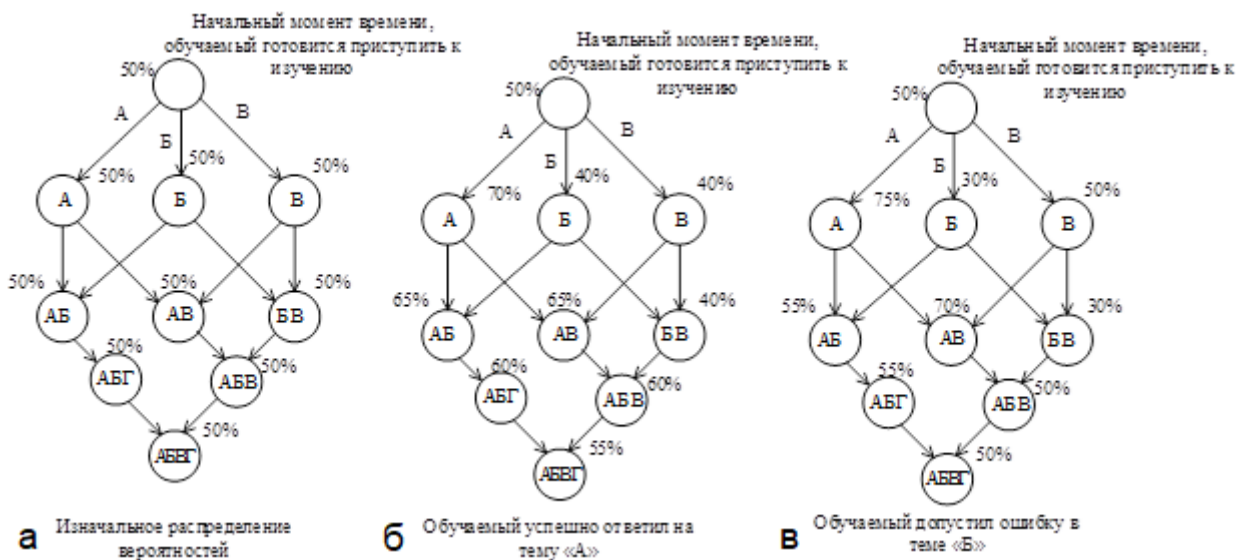 Начальный момент времени,
обучаемый готовится приступить к
изучению
50%
А
Б
В
50%
50%
50%
А
Б
В
50%
50%
50%
АБ
АВ
БВ
50%
50%
АБГ
АБВ
50%
АБВГ
а
Изначальное распределение
вероятностей
Начальный момент времени,
обучаемый готовится приступить к
изучению
50%
А
Б
В
70%
40%
40%
А
Б
В
65%
65%
40%
АБ
АВ
БВ
60%
60%
АБГ
АБВ
55%
АБВГ
б
Обучаемый успешно ответил на
тему «А»
Начальный момент времени,
обучаемый готовится приступить к
изучению
50%
А
Б
В
75%
30%
50%
А
Б
В
55%
70%
30%
АБ
АВ
БВ
55%
50%
АБГ
АБВ
50%
АБВГ
в
Обучаемый допустил ошибку в
теме «Б»